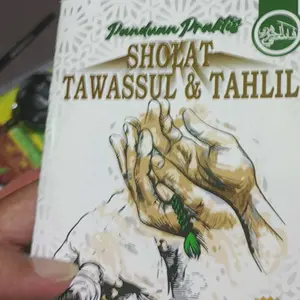 Panduan Praktis
SHOLAT
TAWASSUL & TAHLIL